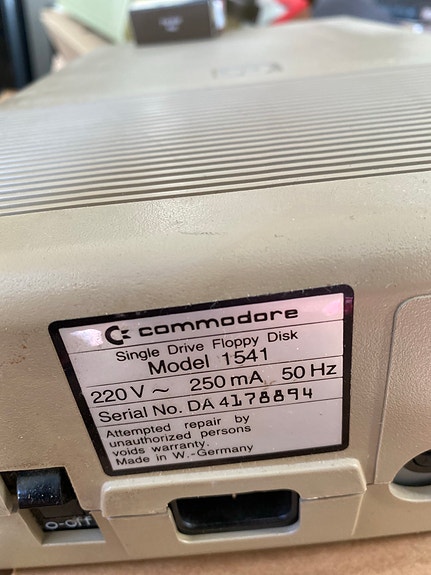 commodore
Single Drive Floppy Disk
Model 1541
220 V ~ 250 mA 50 Hz
Serial No. DA 4178894
Attempted repair by
unauthorized persons
voids warranty.
Made in W.-Germany
o-off